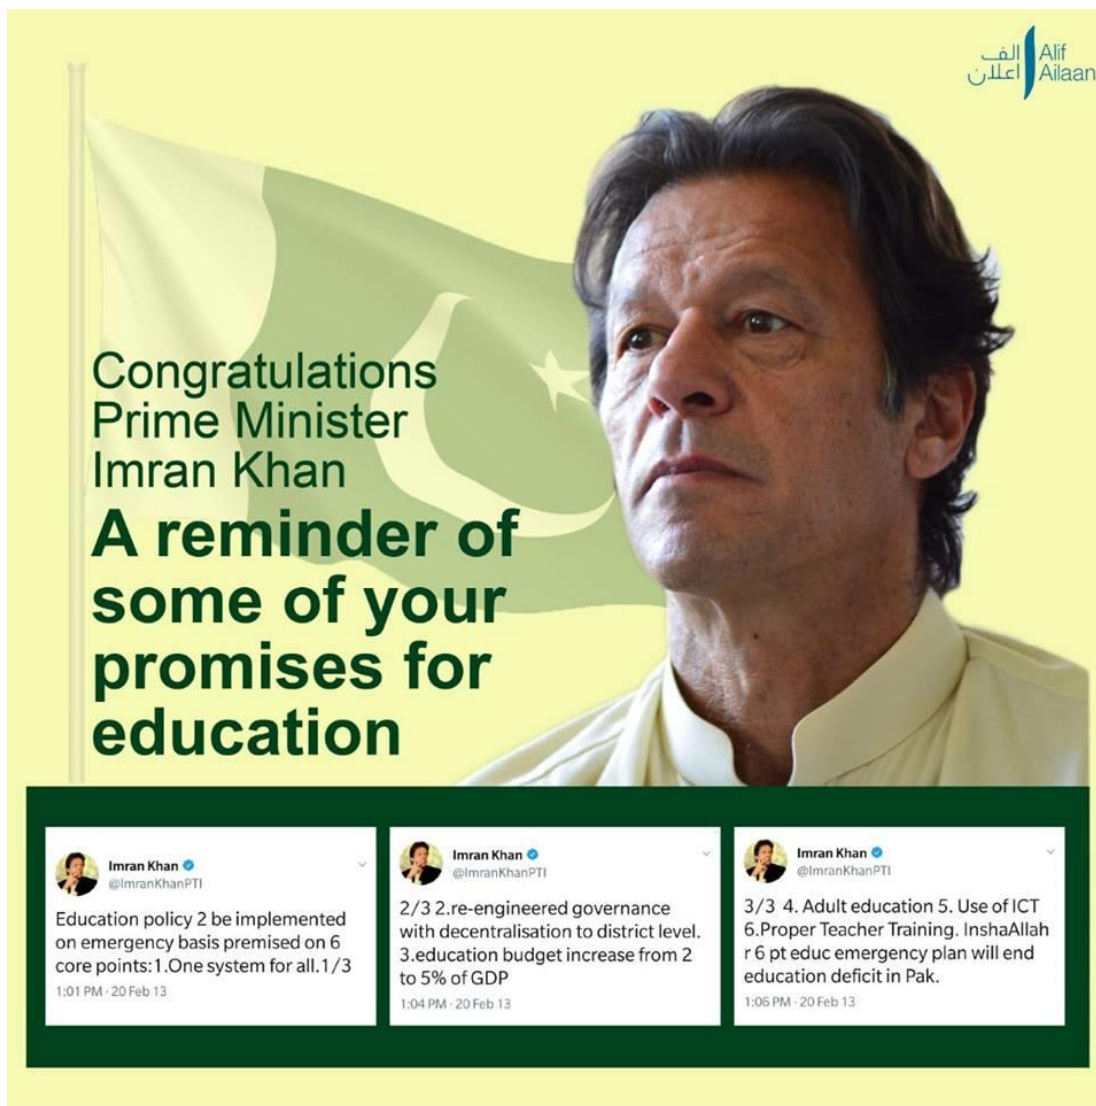 الف
اعلان
Alif
Ailaan
Congratulations
Prime Minister
Imran Khan
A reminder of
some of your
promises for
education
Imran Khan
@ImranKhanPTI
Education policy 2 be implemented
on emergency basis premised on 6
core points:1.One system for all.1/3
1:01 PM - 20 Feb 13
Imran Khan
@ImranKhanPTI
2/3 2.re-engineered governance
with decentralisation to district level.
3.education budget increase from 2
to 5% of GDP
1:04 PM - 20 Feb 13
Imran Khan
@ImranKhanPTI
3/3 4. Adult education 5. Use of ICT
6.Proper Teacher Training. InshaAllah
r 6 pt educ emergency plan will end
education deficit in Pak.
1:06 PM - 20 Feb 13